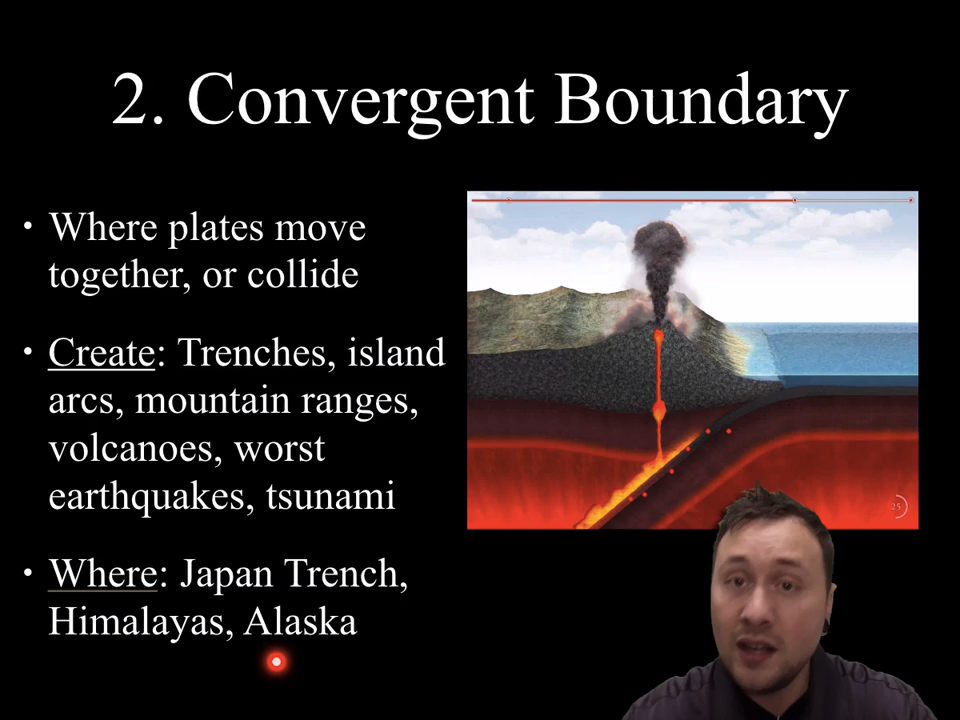 2. Convergent Boundary
• Where plates move
together, or collide
• Create: Trenches, island
arcs, mountain ranges,
volcanoes, worst
earthquakes, tsunami
• Where: Japan Trench,
Himalayas, Alaska
25